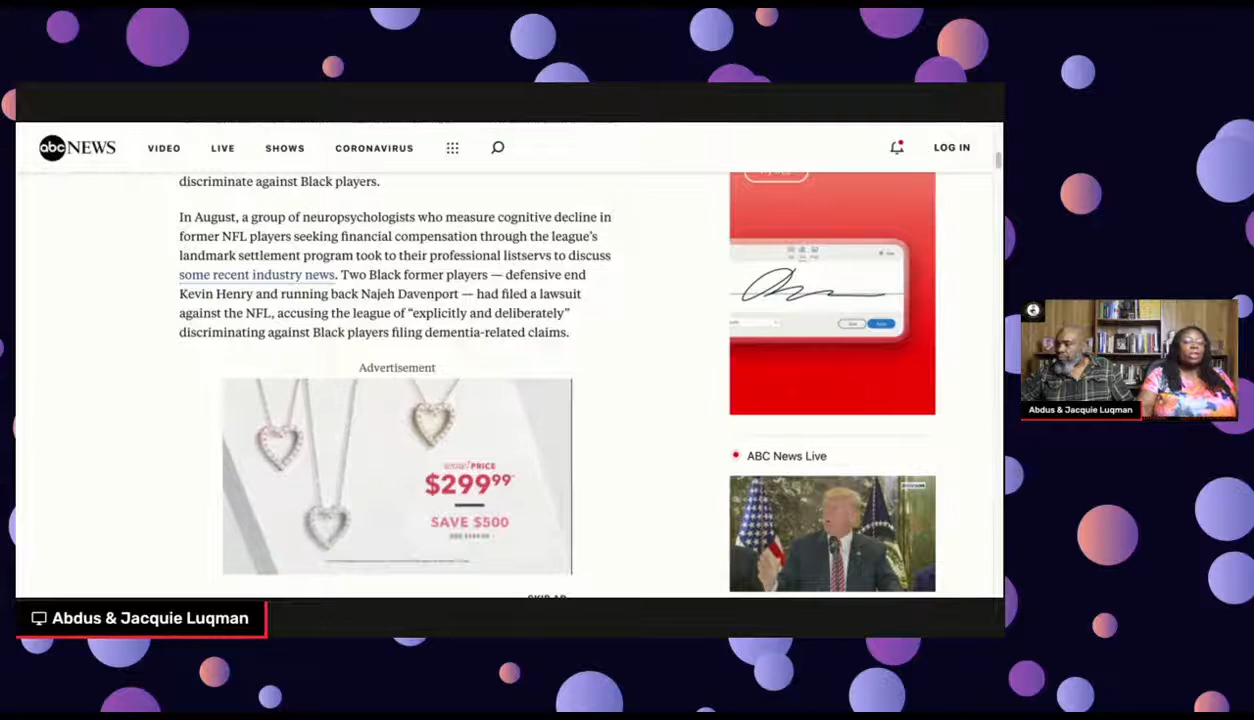 abc NEWS
VIDEO
LIVE
SHOWS
CORONAVIRUS
LOG IN
discriminate against Black players.
In August, a group of neuropsychologists who measure cognitive decline in
former NFL players seeking financial compensation through the league's
landmark settlement program took to their professional listservs to discuss
some recent industry news. Two Black former players — defensive end
Kevin Henry and running back Najeh Davenport — had filed a lawsuit
against the NFL, accusing the league of “explicitly and deliberately”
discriminating against Black players filing dementia-related claims.
Advertisement
PRICE
$299⁹⁹
SAVE $500
ABC News Live
Abdus & Jacquie Luqman
Abdus & Jacquie Luqman